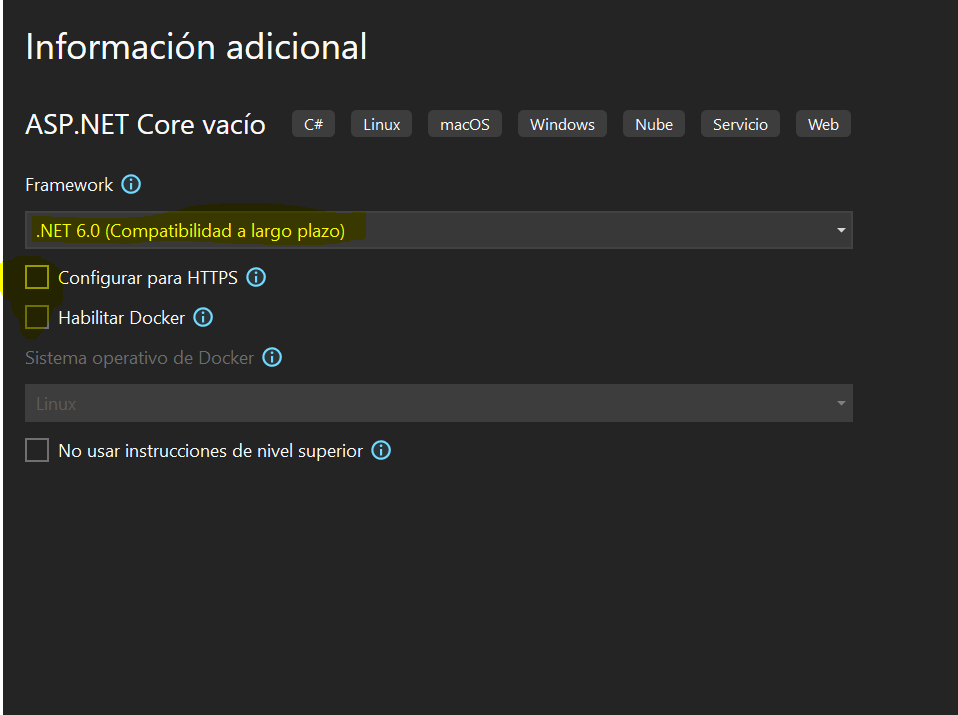 Información adicional
ASP.NET Core vacío C# Linux macOS Windows Nube Servicio Web
Framework
.NET 6.0 (Compatibilidad a largo plazo)
Configurar para HTTPS
Habilitar Docker
Sistema operativo de Docker
Linux
No usar instrucciones de nivel superior